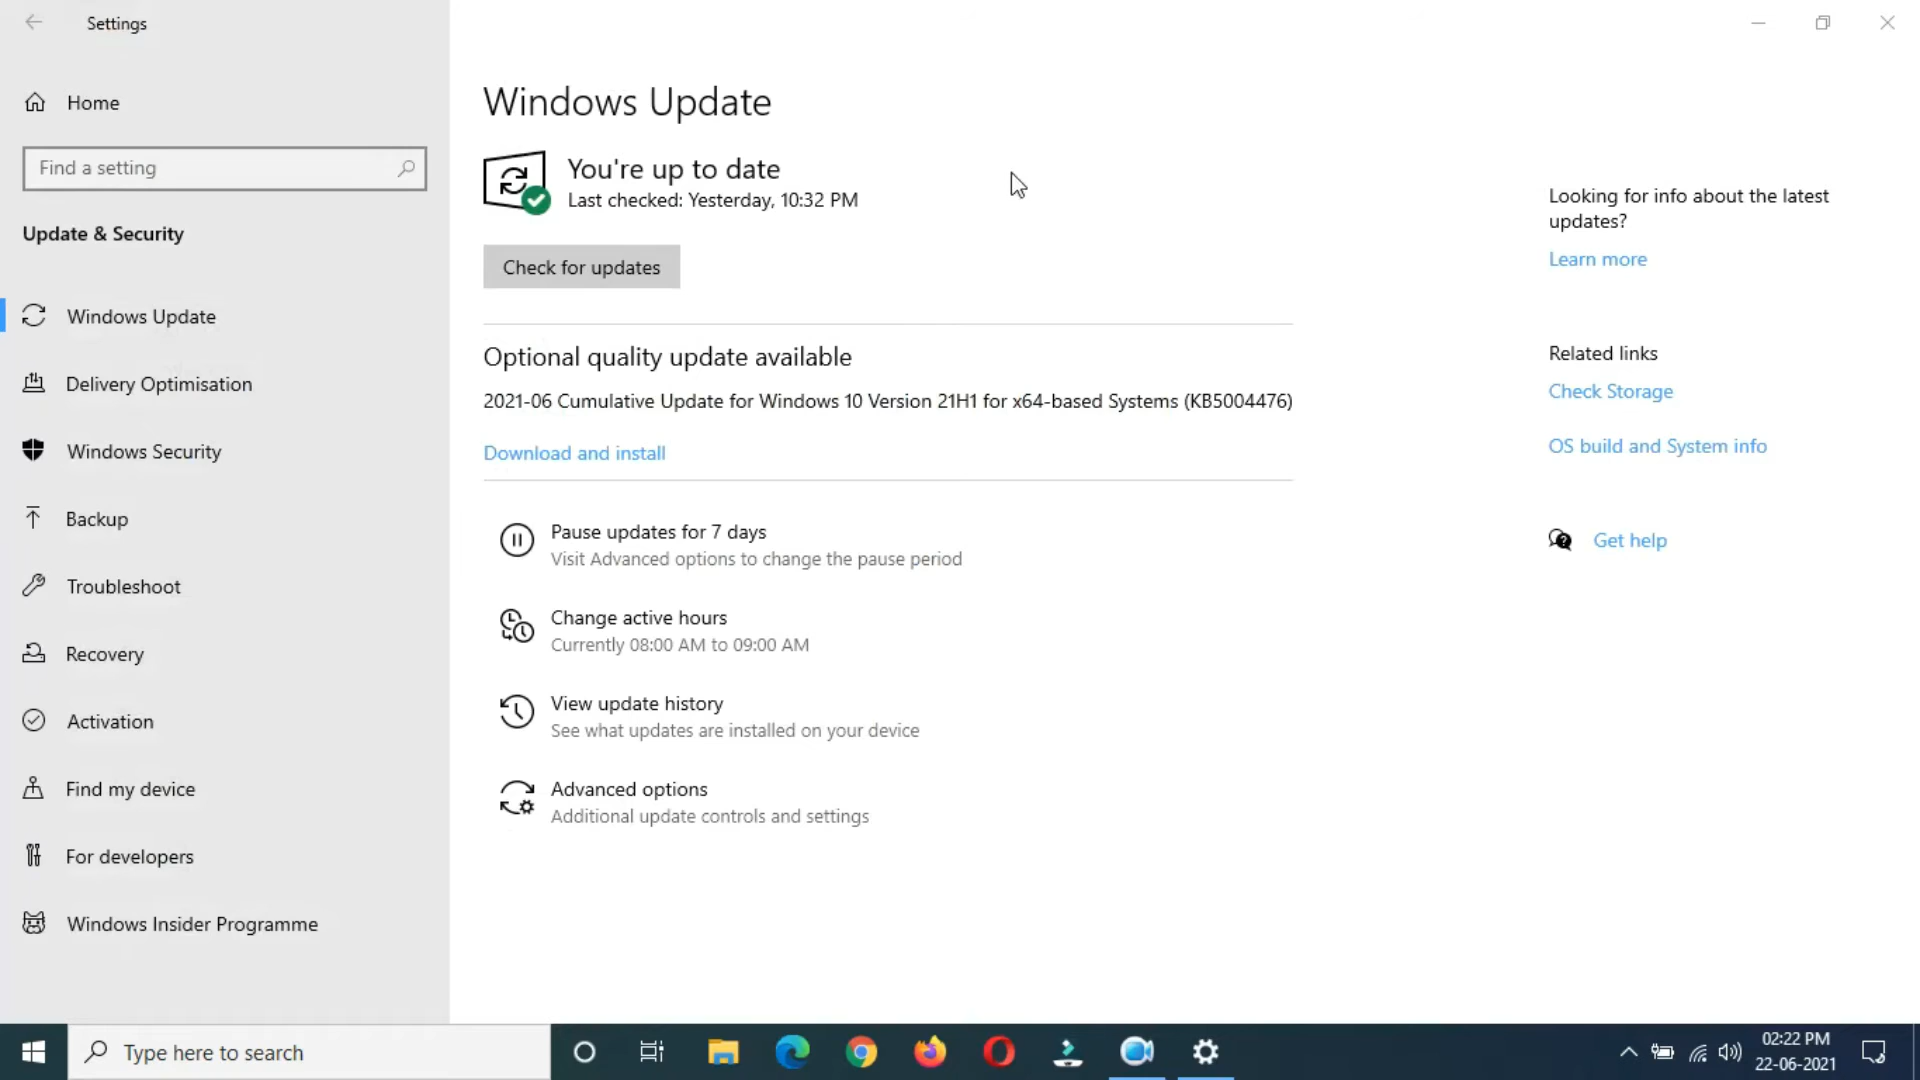 Settings
Home
Find a setting
Update & Security
Windows Update
Delivery Optimisation
Windows Security
Backup
Troubleshoot
Recovery
Activation
Find my device
For developers
Windows Insider Programme
Windows Update
You're up to date
Last checked: Yesterday, 10:32 PM
Check for updates
Optional quality update available
2021-06 Cumulative Update for Windows 10 Version 21H1 for x64-based Systems (KB5004476)
Download and install
Pause updates for 7 days
Visit Advanced options to change the pause period
Change active hours
Currently 08:00 AM to 09:00 AM
View update history
See what updates are installed on your device
Advanced options
Additional update controls and settings
Looking for info about the latest
updates?
Learn more
Related links
Check Storage
OS build and System info
Get help
Type here to search
02:22 PM
22-06-2021